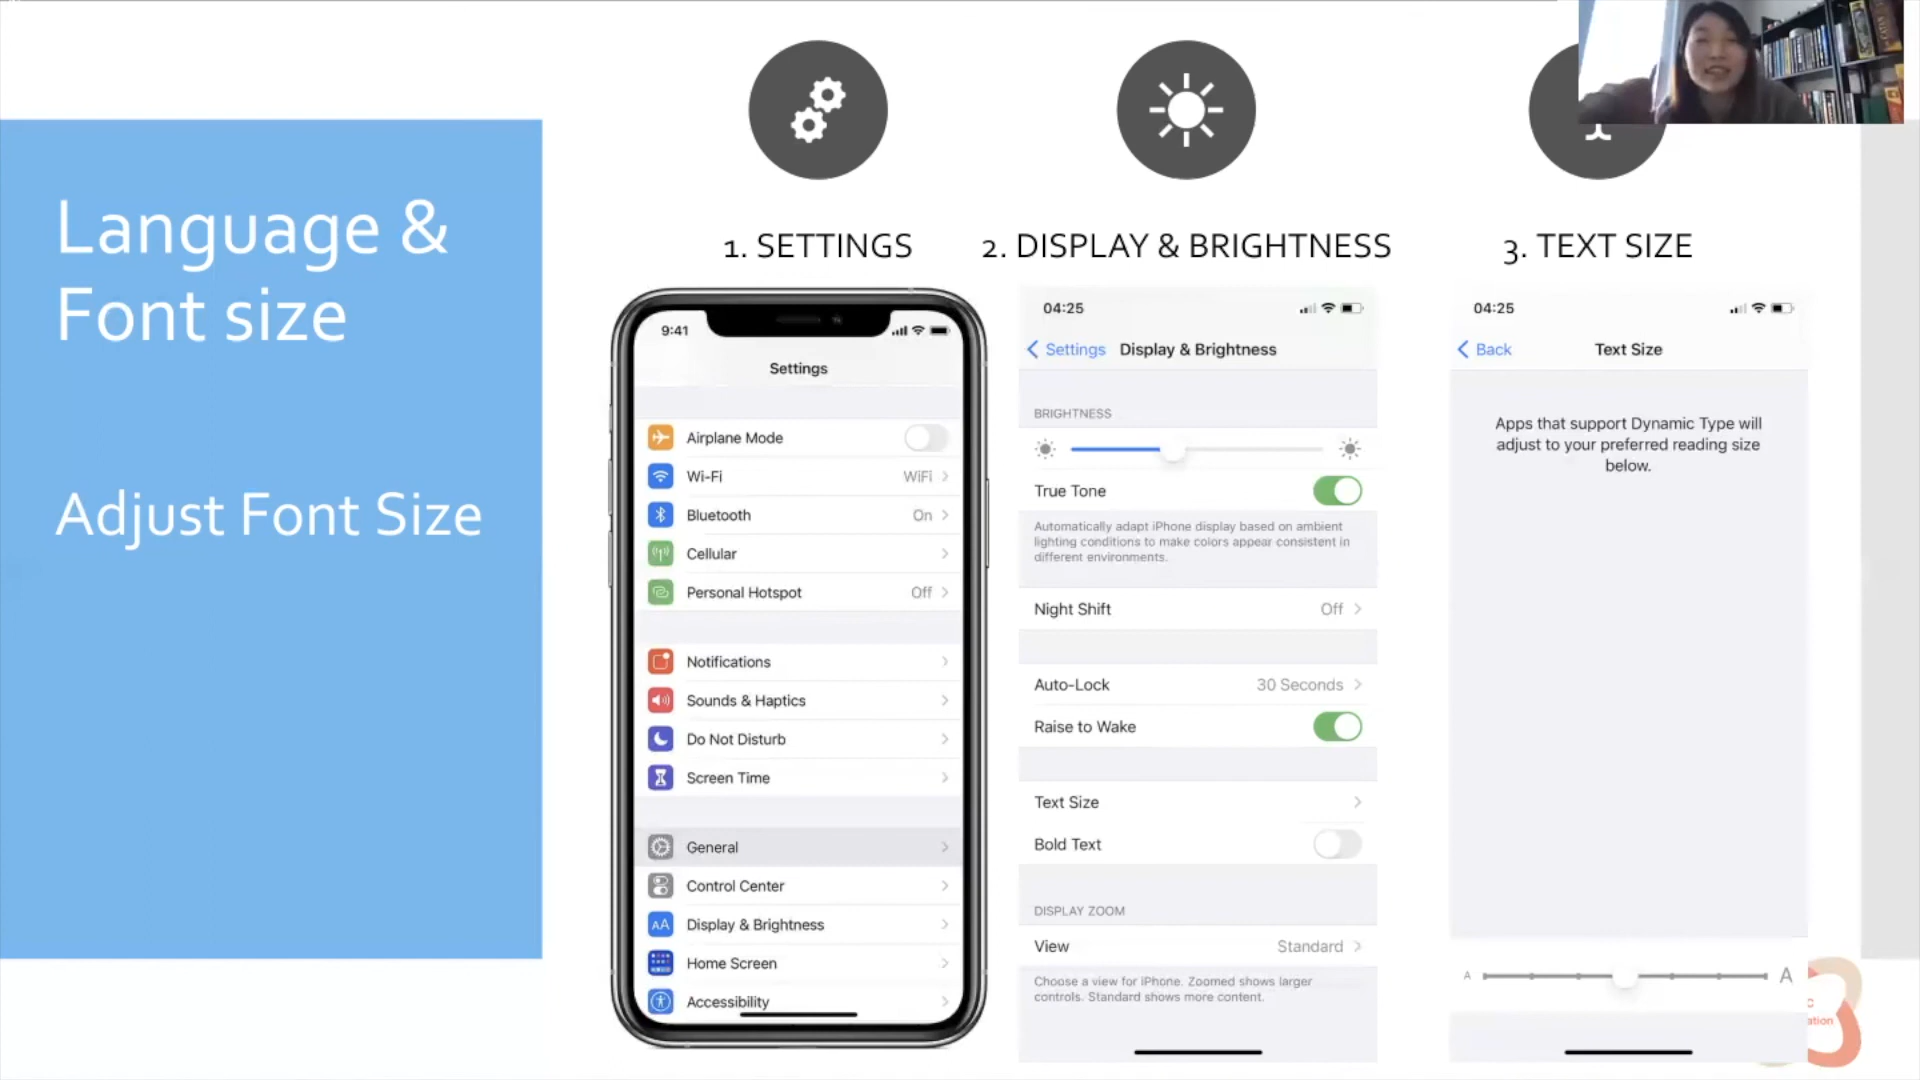 Language &
Font size
Adjust Font Size
1. SETTINGS
2. DISPLAY & BRIGHTNESS
3. TEXT SIZE
9:41
Settings
Airplane Mode
Wi-Fi WiFi
Bluetooth On
Cellular
Personal Hotspot Off
Notifications
Sounds & Haptics
Do Not Disturb
Screen Time
General
Control Center
AA Display & Brightness
Home Screen
Accessibility
04:25
Settings Display & Brightness
BRIGHTNESS
True Tone
Automatically adapt iPhone display based on ambient
lighting conditions to make colors appear consistent in
different environments.
Night Shift Off
Auto-Lock 30 Seconds
Raise to Wake
Text Size
Bold Text
DISPLAY ZOOM
View Standard
Choose a view for iPhone. Zoomed shows larger
controls. Standard shows more content.
04:25
Back Text Size
Apps that support Dynamic Type will
adjust to your preferred reading size
below.
A A